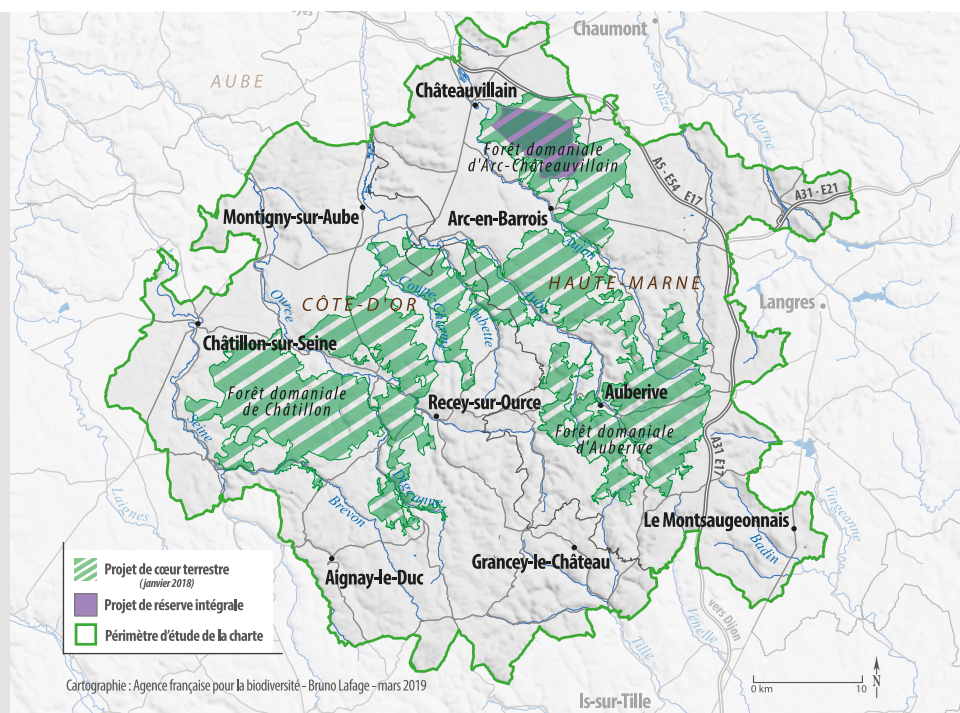 Chaumont
AUBE
Suize
Marne
Châteauvillain
Forêt domaniale
d'Arc-Châteauvillain
A5 - E54 E17
A31 - E21
Montigny-sur-Aube
Arc-en-Barrois
Aujon
HAUTE-MARNE
Langres
CÔTE-D'OR
Ource
Coupe-Charme
Aubette
Aube
Châtillon-sur-Seine
Forêt domaniale
de Châtillon
Recey-sur-Ource
Auberive
Forêt domaniale
d'Auberive
A31 E17
Seine
Laignes
Brevon
Digeanne
Vingeanne
Le Montsaugeonnais
Badin
Grancey-le-Château
Aignay-le-Duc
vers Dijon
Venelle
Tille
Is-sur-Tille
Projet de cœur terrestre
(janvier 2018)
Projet de réserve intégrale
Périmètre d'étude de la charte
Cartographie : Agence française pour la biodiversité - Bruno Lafage - mars 2019
0 km 10
N